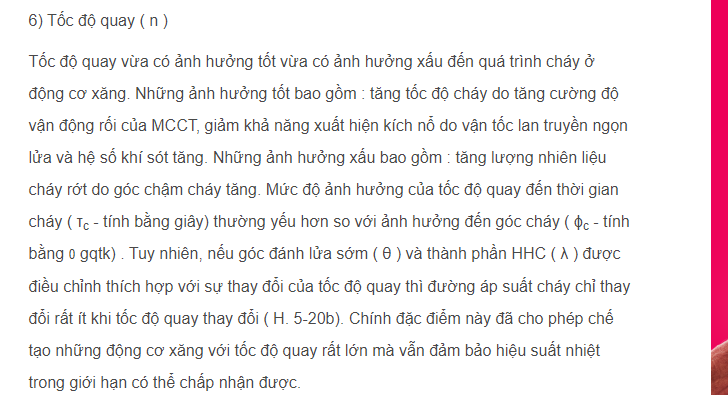 6) Tốc độ quay ( n )
Tốc độ quay vừa có ảnh hưởng tốt vừa có ảnh hưởng xấu đến quá trình cháy ở
động cơ xăng. Những ảnh hưởng tốt bao gồm : tăng tốc độ cháy do tăng cường độ
vận động rối của MCCT, giảm khả năng xuất hiện kích nổ do vận tốc lan truyền ngọn
lửa và hệ số khí sót tăng. Những ảnh hưởng xấu bao gồm : tăng lượng nhiên liệu
cháy rớt do góc chậm cháy tăng. Mức độ ảnh hưởng của tốc độ quay đến thời gian
cháy ( τc - tính bằng giây) thường yếu hơn so với ảnh hưởng đến góc cháy ( ϕc - tính
bằng 0 gqtk) . Tuy nhiên, nếu góc đánh lửa sớm ( θ ) và thành phần HHC ( λ ) được
điều chỉnh thích hợp với sự thay đổi của tốc độ quay thì đường áp suất cháy chỉ thay
đổi rất ít khi tốc độ quay thay đổi ( H. 5-20b). Chính đặc điểm này đã cho phép chế
tạo những động cơ xăng với tốc độ quay rất lớn mà vẫn đảm bảo hiệu suất nhiệt
trong giới hạn có thể chấp nhận được.